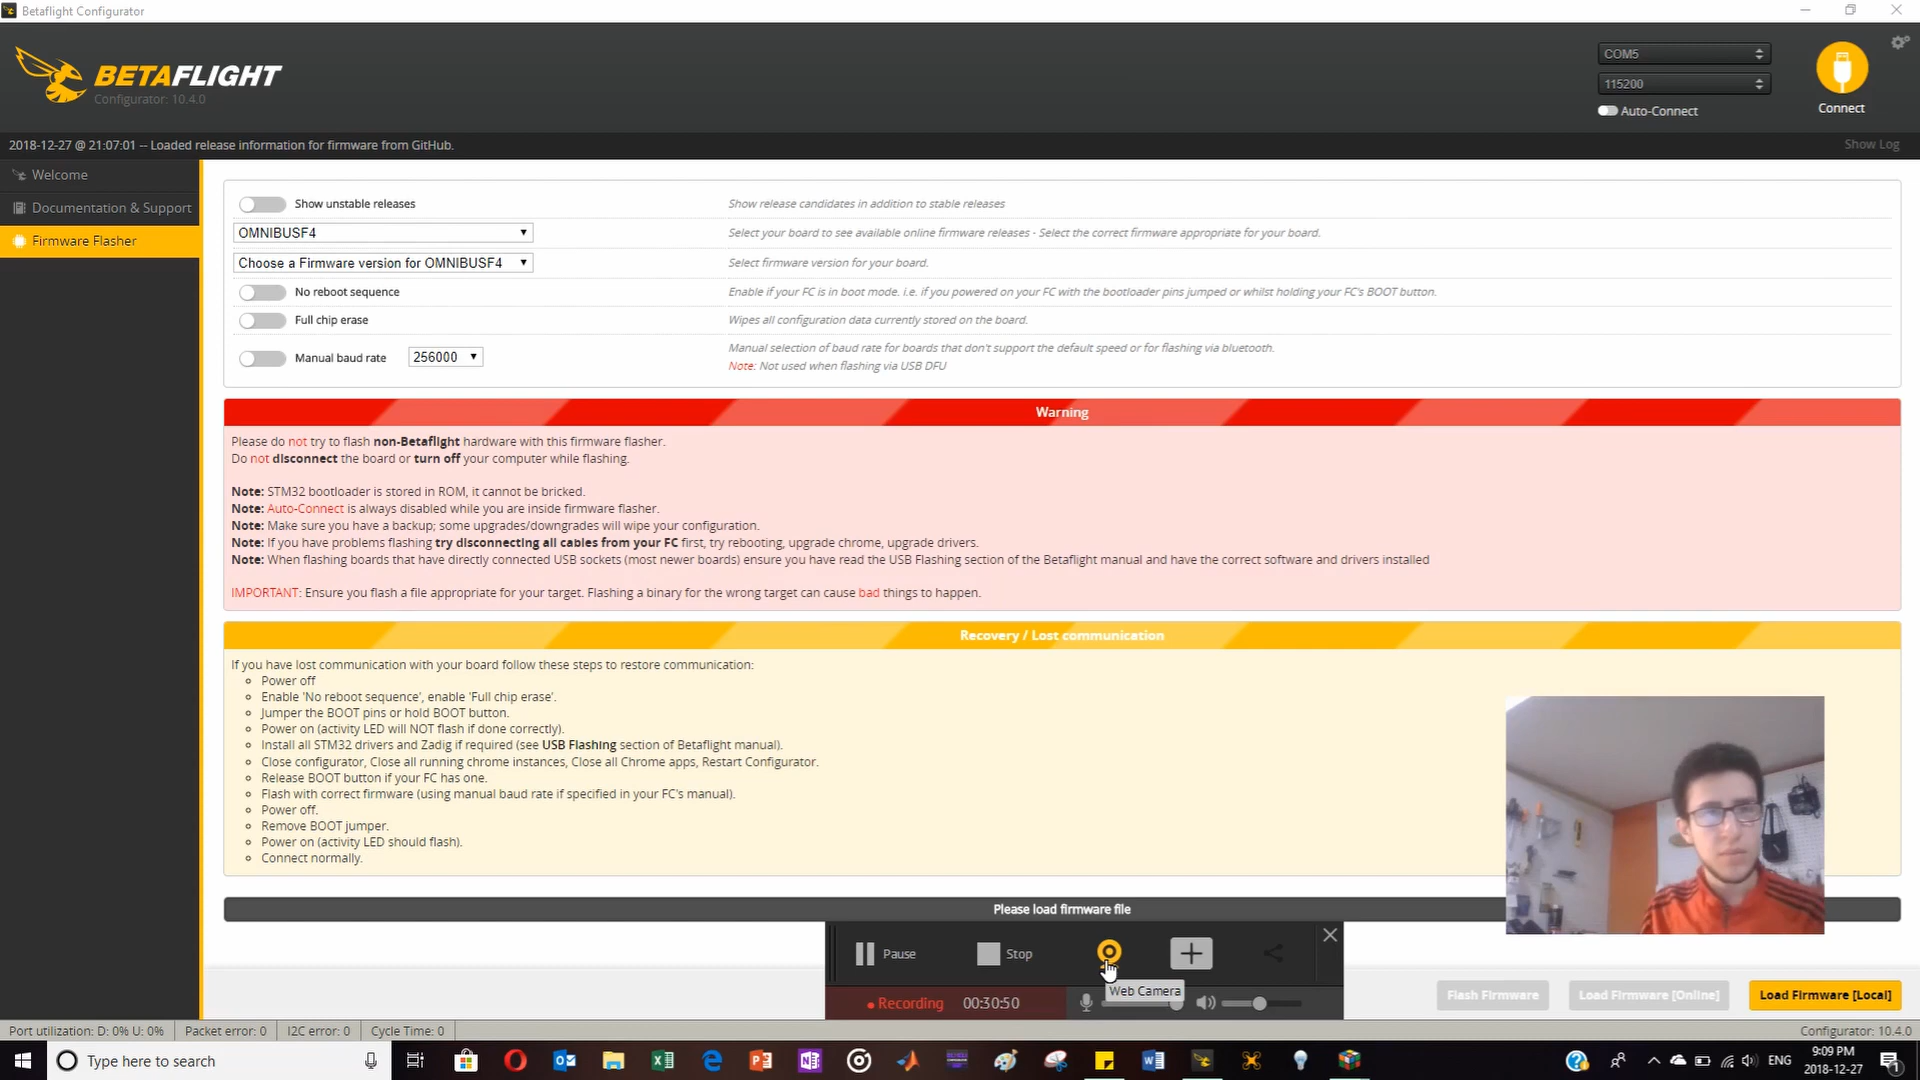 Betaflight Configurator
BETAFLIGHT
Configurator: 10.4.0
COM5
115200
Auto-Connect
Connect
2018-12-27 @ 21:07:01 -- Loaded release information for firmware from GitHub.
Show Log
Welcome
Documentation & Support
Firmware Flasher
Show unstable releases
Show release candidates in addition to stable releases
OMNIBUSF4
Select your board to see available online firmware releases - Select the correct firmware appropriate for your board.
Choose a Firmware version for OMNIBUSF4
Select firmware version for your board.
No reboot sequence
Enable if your FC is in boot mode. i.e. if you powered on your FC with the bootloader pins jumped or whilst holding your FC's BOOT button.
Full chip erase
Wipes all configuration data currently stored on the board.
Manual baud rate
256000
Manual selection of baud rate for boards that don't support the default speed or for flashing via bluetooth.
Note: Not used when flashing via USB DFU
Warning
Please do not try to flash non-Betaflight hardware with this firmware flasher.
Do not disconnect the board or turn off your computer while flashing.
Note: STM32 bootloader is stored in ROM, it cannot be bricked.
Note: Auto-Connect is always disabled while you are inside firmware flasher.
Note: Make sure you have a backup; some upgrades/downgrades will wipe your configuration.
Note: If you have problems flashing try disconnecting all cables from your FC first, try rebooting, upgrade chrome, upgrade drivers.
Note: When flashing boards that have directly connected USB sockets (most newer boards) ensure you have read the USB Flashing section of the Betaflight manual and have the correct software and drivers installed
IMPORTANT: Ensure you flash a file appropriate for your target. Flashing a binary for the wrong target can cause bad things to happen.
Recovery / Lost communication
If you have lost communication with your board follow these steps to restore communication:
Power off
Enable 'No reboot sequence', enable 'Full chip erase'.
Jumper the BOOT pins or hold BOOT button.
Power on (activity LED will NOT flash if done correctly).
Install all STM32 drivers and Zadig if required (see USB Flashing section of Betaflight manual).
Close configurator, Close all running chrome instances, Close all Chrome apps, Restart Configurator.
Release BOOT button if your FC has one.
Flash with correct firmware (using manual baud rate if specified in your FC's manual).
Power off.
Remove BOOT jumper.
Power on (activity LED should flash).
Connect normally.
Please load firmware file
Pause
Stop
Web Camera
Recording
00:30:50
Flash Firmware
Load Firmware [Online]
Load Firmware [Local]
Port utilization: D: 0% U: 0%
Packet error: 0
I2C error: 0
Cycle Time: 0
Configurator: 10.4.0
Type here to search
ENG
9:09 PM
2018-12-27